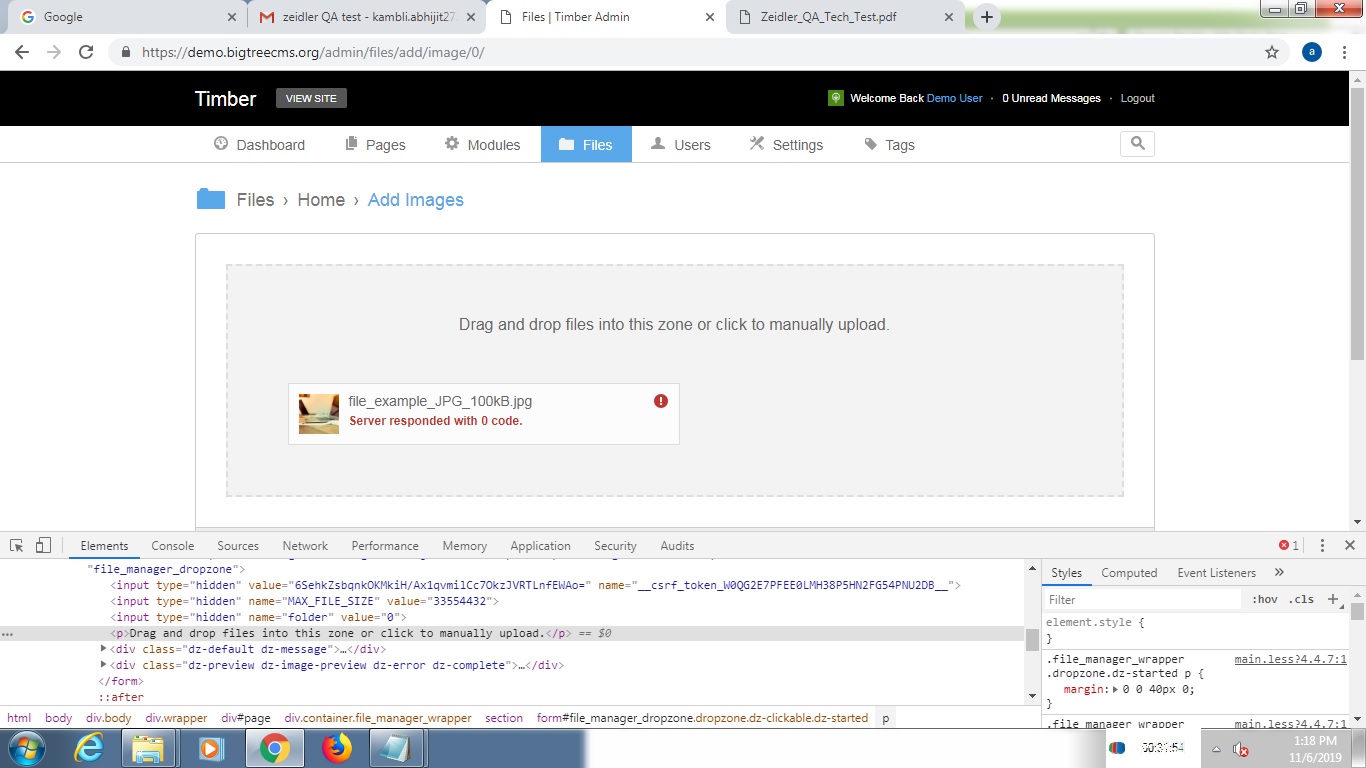 Google
zeidler QA test - kambli.abhijit27.
Files | Timber Admin
Zeidler_QA_Tech_Test.pdf
https://demo.bigtreecms.org/admin/files/add/image/0/
a
Timber
VIEW SITE
Welcome Back Demo User · 0 Unread Messages · Logout
Dashboard
Pages
Modules
Files
Users
Settings
Tags
Files › Home › Add Images
Drag and drop files into this zone or click to manually upload.
file_example_JPG_100kB.jpg
Server responded with 0 code.
Elements Console Sources Network Performance Memory Application Security Audits
1
"file_manager_dropzone">
<input type="hidden" value="6SehkZsbqnkOKMkiH/Ax1qvmilCc7OkzJVRTLnfEWAo=" name="__csrf_token_W0QG2E7PFEE0LMH38P5HN2FG54PNU2DB__">
<input type="hidden" name="MAX_FILE_SIZE" value="33554432">
<input type="hidden" name="folder" value="0">
<p>Drag and drop files into this zone or click to manually upload.</p> == $0
<div class="dz-default dz-message">…</div>
<div class="dz-preview dz-image-preview dz-error dz-complete">…</div>
</form>
::after
html body div.body div.wrapper div#page div.container.file_manager_wrapper section form#file_manager_dropzone.dropzone.dz-clickable.dz-started p
Styles Computed Event Listeners »
Filter :hov .cls +
element.style {
}
.file_manager_wrapper main.less?4.4.7:1
.dropzone.dz-started p {
margin: 0 0 40px 0;
}
.file_manager_wrapper main.less?4.4.7:1
1:18 PM
11/6/2019